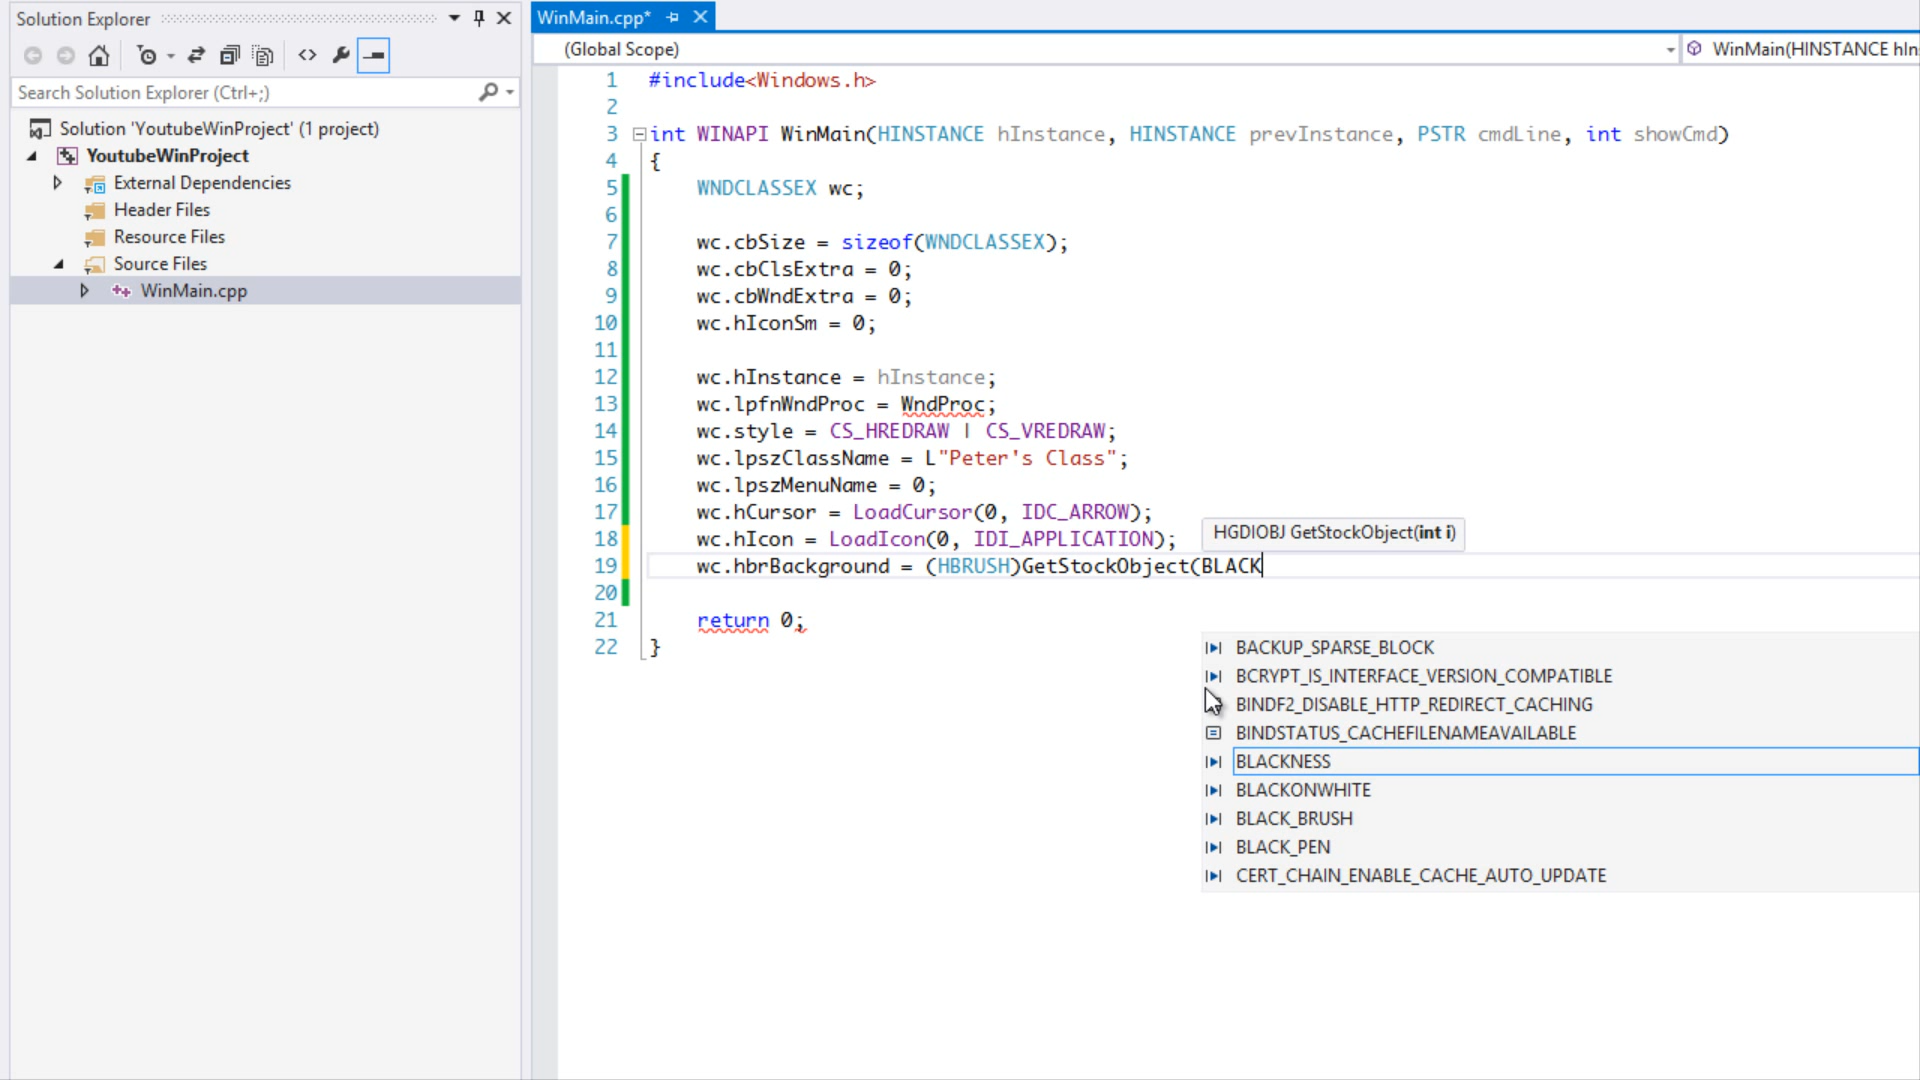 Solution Explorer
Search Solution Explorer (Ctrl+;)
Solution 'YoutubeWinProject' (1 project)
YoutubeWinProject
External Dependencies
Header Files
Resource Files
Source Files
WinMain.cpp
WinMain.cpp*
(Global Scope)
WinMain(HINSTANCE hIns
1 #include<Windows.h>
2
3 int WINAPI WinMain(HINSTANCE hInstance, HINSTANCE prevInstance, PSTR cmdLine, int showCmd)
4 {
5 WNDCLASSEX wc;
6
7 wc.cbSize = sizeof(WNDCLASSEX);
8 wc.cbClsExtra = 0;
9 wc.cbWndExtra = 0;
10 wc.hIconSm = 0;
11
12 wc.hInstance = hInstance;
13 wc.lpfnWndProc = WndProc;
14 wc.style = CS_HREDRAW | CS_VREDRAW;
15 wc.lpszClassName = L"Peter's Class";
16 wc.lpszMenuName = 0;
17 wc.hCursor = LoadCursor(0, IDC_ARROW);
18 wc.hIcon = LoadIcon(0, IDI_APPLICATION);
HGDIOBJ GetStockObject(int i)
19 wc.hbrBackground = (HBRUSH)GetStockObject(BLACK
20
21 return 0;
22 }
BACKUP_SPARSE_BLOCK
BCRYPT_IS_INTERFACE_VERSION_COMPATIBLE
BINDF2_DISABLE_HTTP_REDIRECT_CACHING
BINDSTATUS_CACHEFILENAMEAVAILABLE
BLACKNESS
BLACKONWHITE
BLACK_BRUSH
BLACK_PEN
CERT_CHAIN_ENABLE_CACHE_AUTO_UPDATE